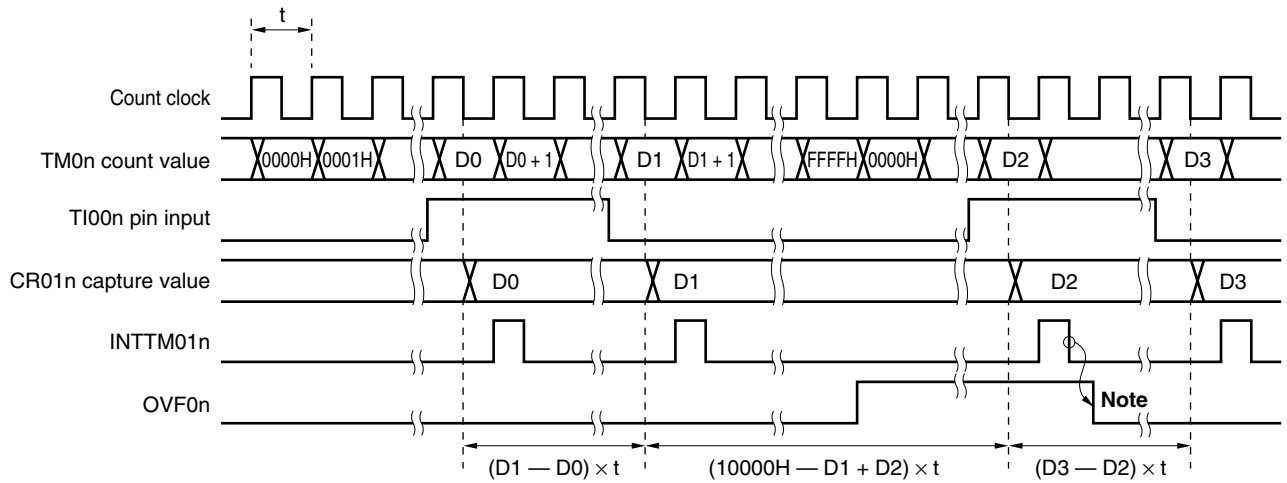 t
Count clock
TM0n count value 0000H 0001H D0 D0 + 1 D1 D1 + 1 FFFFH 0000H D2 D3
TI00n pin input
CR01n capture value D0 D1 D2 D3
INTTM01n
OVF0n Note
(D1 — D0) × t (10000H — D1 + D2) × t (D3 — D2) × t